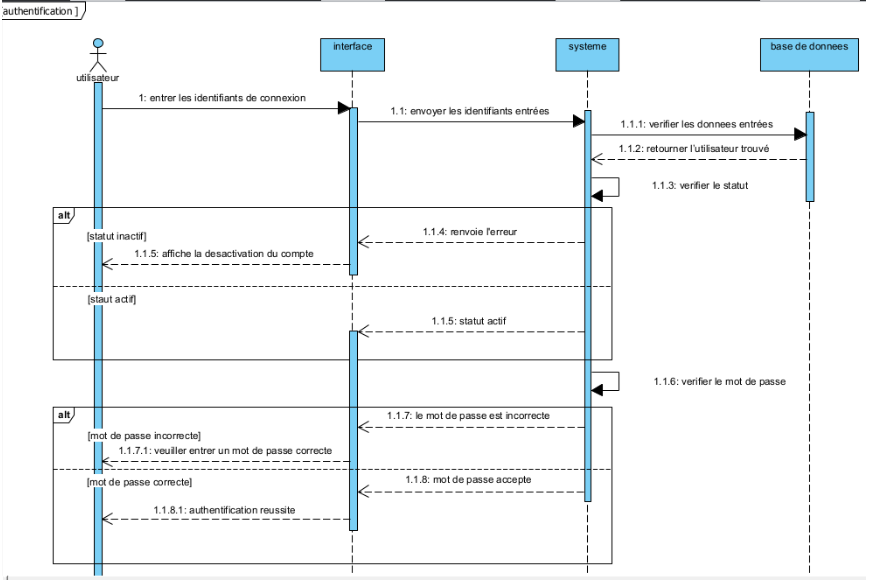 authentification ]
interface
systeme
base de donnees
utilisateur
1: entrer les identifiants de connexion
1.1: envoyer les identifiants entrées
1.1.1: verifier les donnees entrées
1.1.2: retourner l'utilisateur trouvé
1.1.3: verifier le statut
alt
[statut inactif]
1.1.4: renvoie l'erreur
1.1.5: affiche la desactivation du compte
[staut actif]
1.1.5: statut actif
1.1.6: verifier le mot de passe
alt
1.1.7: le mot de passe est incorrecte
[mot de passe incorrecte]
1.1.7.1: veuiller entrer un mot de passe correcte
[mot de passe correcte]
1.1.8: mot de passe accepte
1.1.8.1: authentification reussite